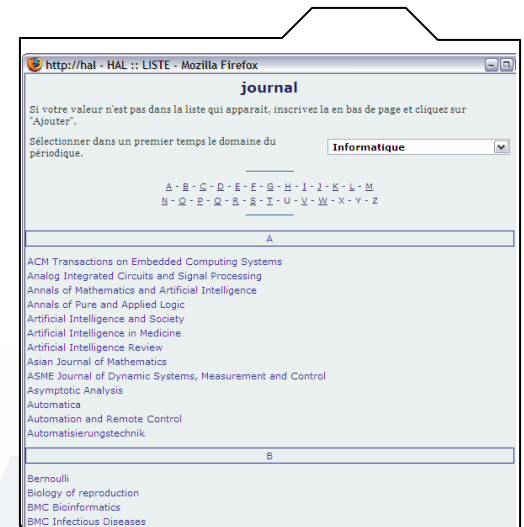 http://hal - HAL :: LISTE - Mozilla Firefox
journal
Si votre valeur n'est pas dans la liste qui apparaît, inscrivez la en bas de page et cliquez sur
"Ajouter".
Sélectionner dans un premier temps le domaine du
périodique.
Informatique
A - B - C - D - E - F - G - H - I - J - K - L - M
N - O - P - Q - R - S - T - U - V - W - X - Y - Z
A
ACM Transactions on Embedded Computing Systems
Analog Integrated Circuits and Signal Processing
Annals of Mathematics and Artificial Intelligence
Annals of Pure and Applied Logic
Artificial Intelligence and Society
Artificial Intelligence in Medicine
Artificial Intelligence Review
Asian Journal of Mathematics
ASME Journal of Dynamic Systems, Measurement and Control
Asymptotic Analysis
Automatica
Automation and Remote Control
Automatisierungstechnik
B
Bernoulli
Biology of reproduction
BMC Bioinformatics
BMC Infectious Diseases